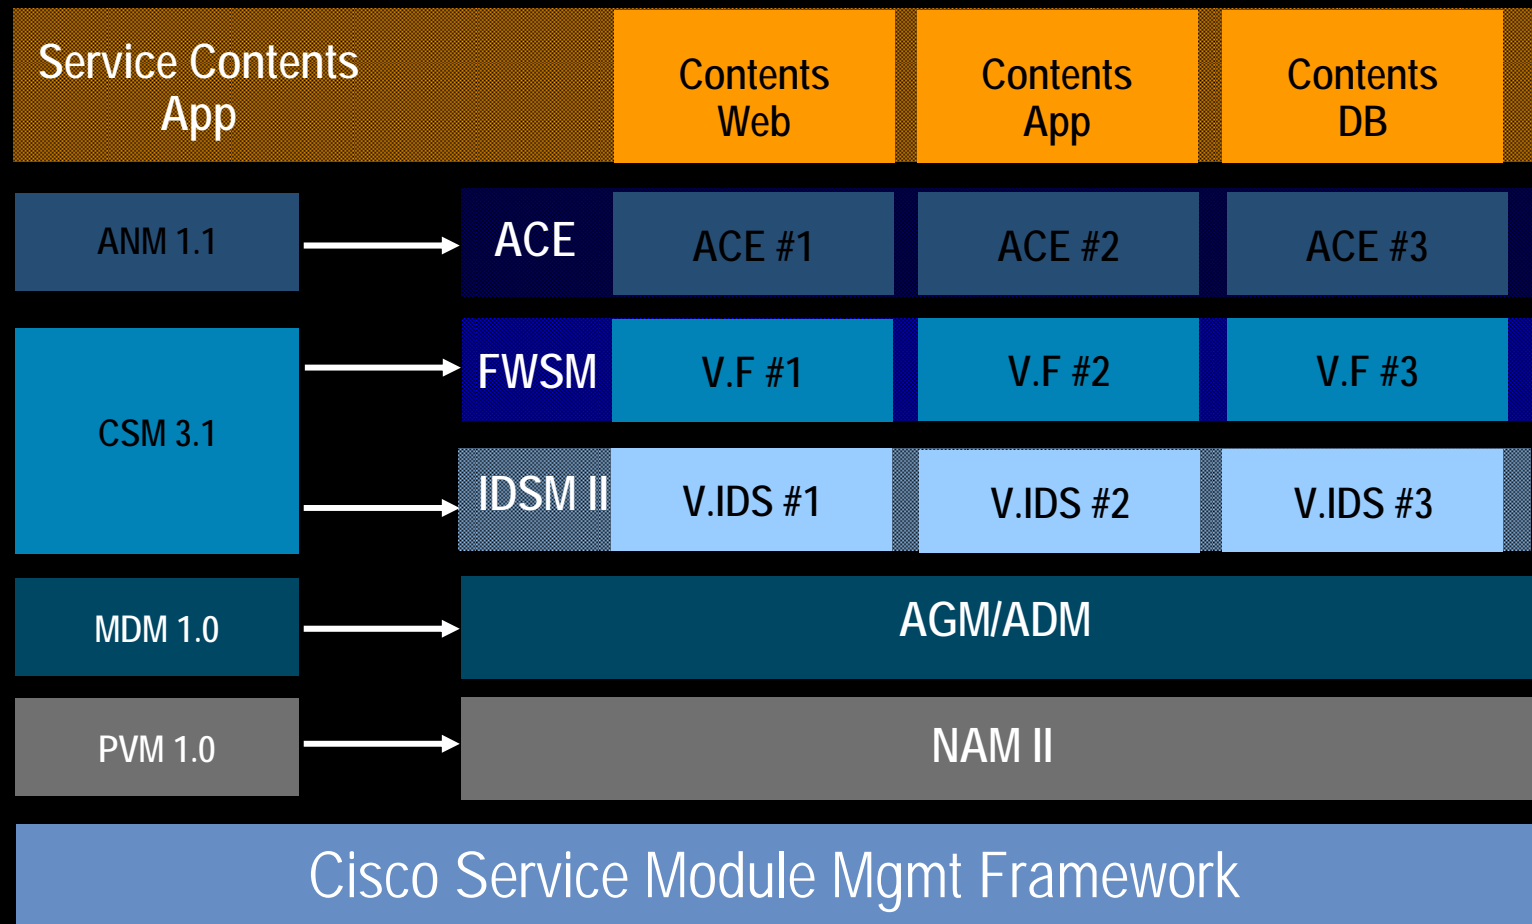 Service Contents
App
Contents
Web
Contents
App
Contents
DB
ANM 1.1
ACE
ACE #1
ACE #2
ACE #3
CSM 3.1
FWSM
V.F #1
V.F #2
V.F #3
IDSM II
V.IDS #1
V.IDS #2
V.IDS #3
MDM 1.0
AGM/ADM
PVM 1.0
NAM II
Cisco Service Module Mgmt Framework